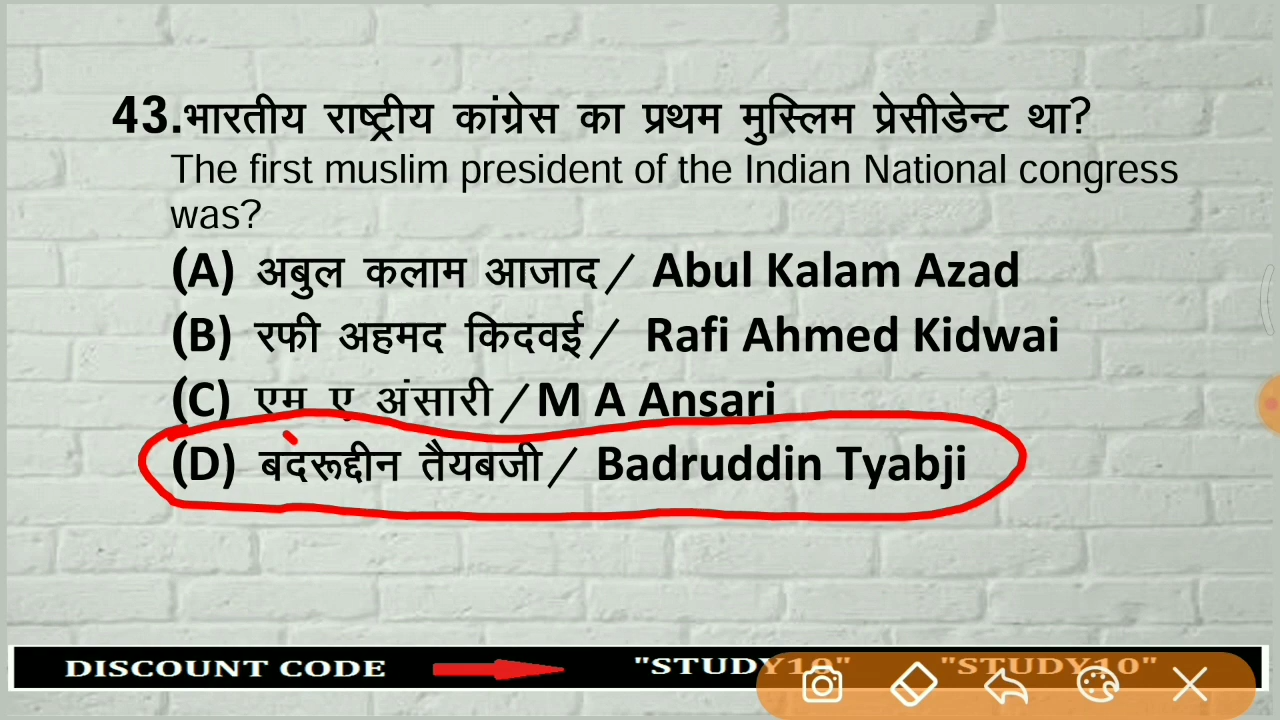 43.भारतीय राष्ट्रीय कांग्रेस का प्रथम मुस्लिम प्रेसीडेन्ट था?
The first muslim president of the Indian National congress
was?
(A) अबुल कलाम आजाद / Abul Kalam Azad
(B) रफी अहमद किदवई / Rafi Ahmed Kidwai
(C) एम ए अंसारी / M A Ansari
(D) बदरूद्दीन तैयबजी / Badruddin Tyabji
DISCOUNT CODE "STUDY10" "STUDY10"